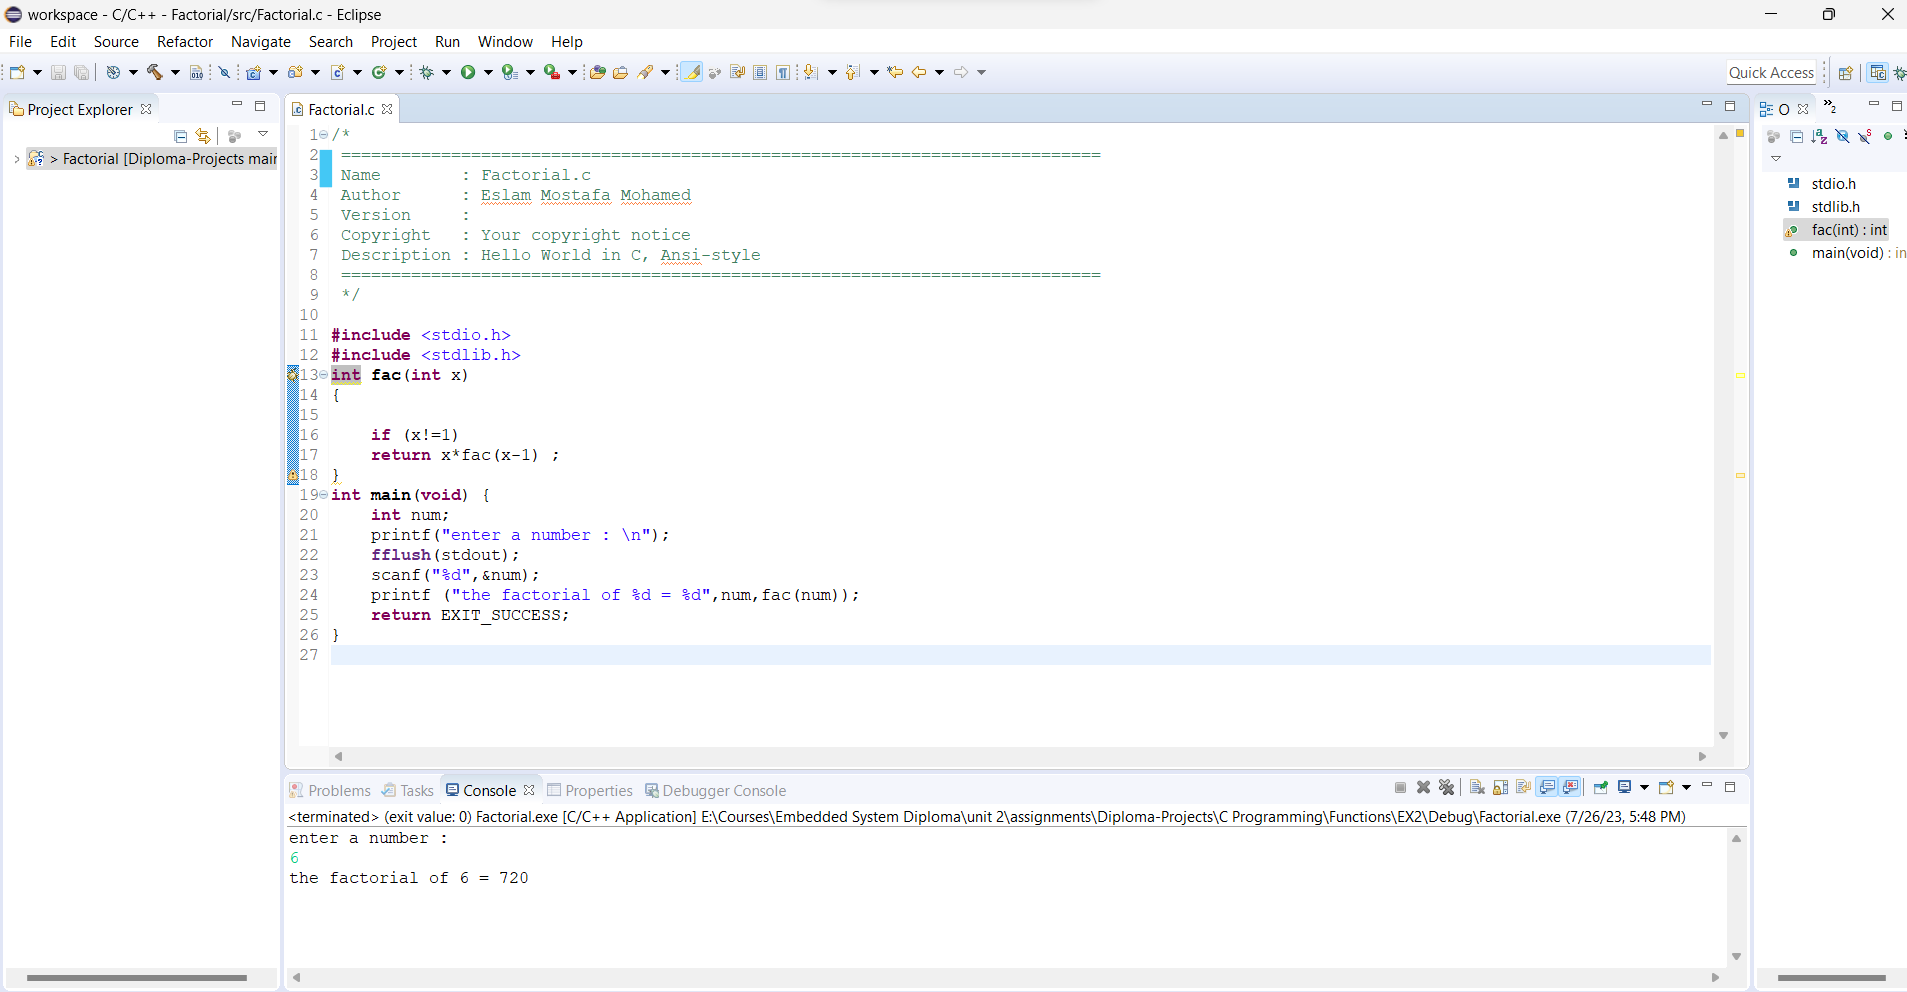 workspace - C/C++ - Factorial/src/Factorial.c - Eclipse
File Edit Source Refactor Navigate Search Project Run Window Help
Quick Access
Project Explorer
> Factorial [Diploma-Projects mair
Factorial.c
1 /*
2 ============================================================================
3 Name        : Factorial.c
4 Author      : Eslam Mostafa Mohamed
5 Version     :
6 Copyright   : Your copyright notice
7 Description : Hello World in C, Ansi-style
8 ============================================================================
9 */
10
11 #include <stdio.h>
12 #include <stdlib.h>
13 int fac(int x)
14 {
15
16     if (x!=1)
17     return x*fac(x-1) ;
18 }
19 int main(void) {
20     int num;
21     printf("enter a number : \n");
22     fflush(stdout);
23     scanf("%d",&num);
24     printf ("the factorial of %d = %d",num,fac(num));
25     return EXIT_SUCCESS;
26 }
27
O
2
stdio.h
stdlib.h
fac(int) : int
main(void) : in
Problems Tasks Console Properties Debugger Console
<terminated> (exit value: 0) Factorial.exe [C/C++ Application] E:\Courses\Embedded System Diploma\unit 2\assignments\Diploma-Projects\C Programming\Functions\EX2\Debug\Factorial.exe (7/26/23, 5:48 PM)
enter a number :
6
the factorial of 6 = 720